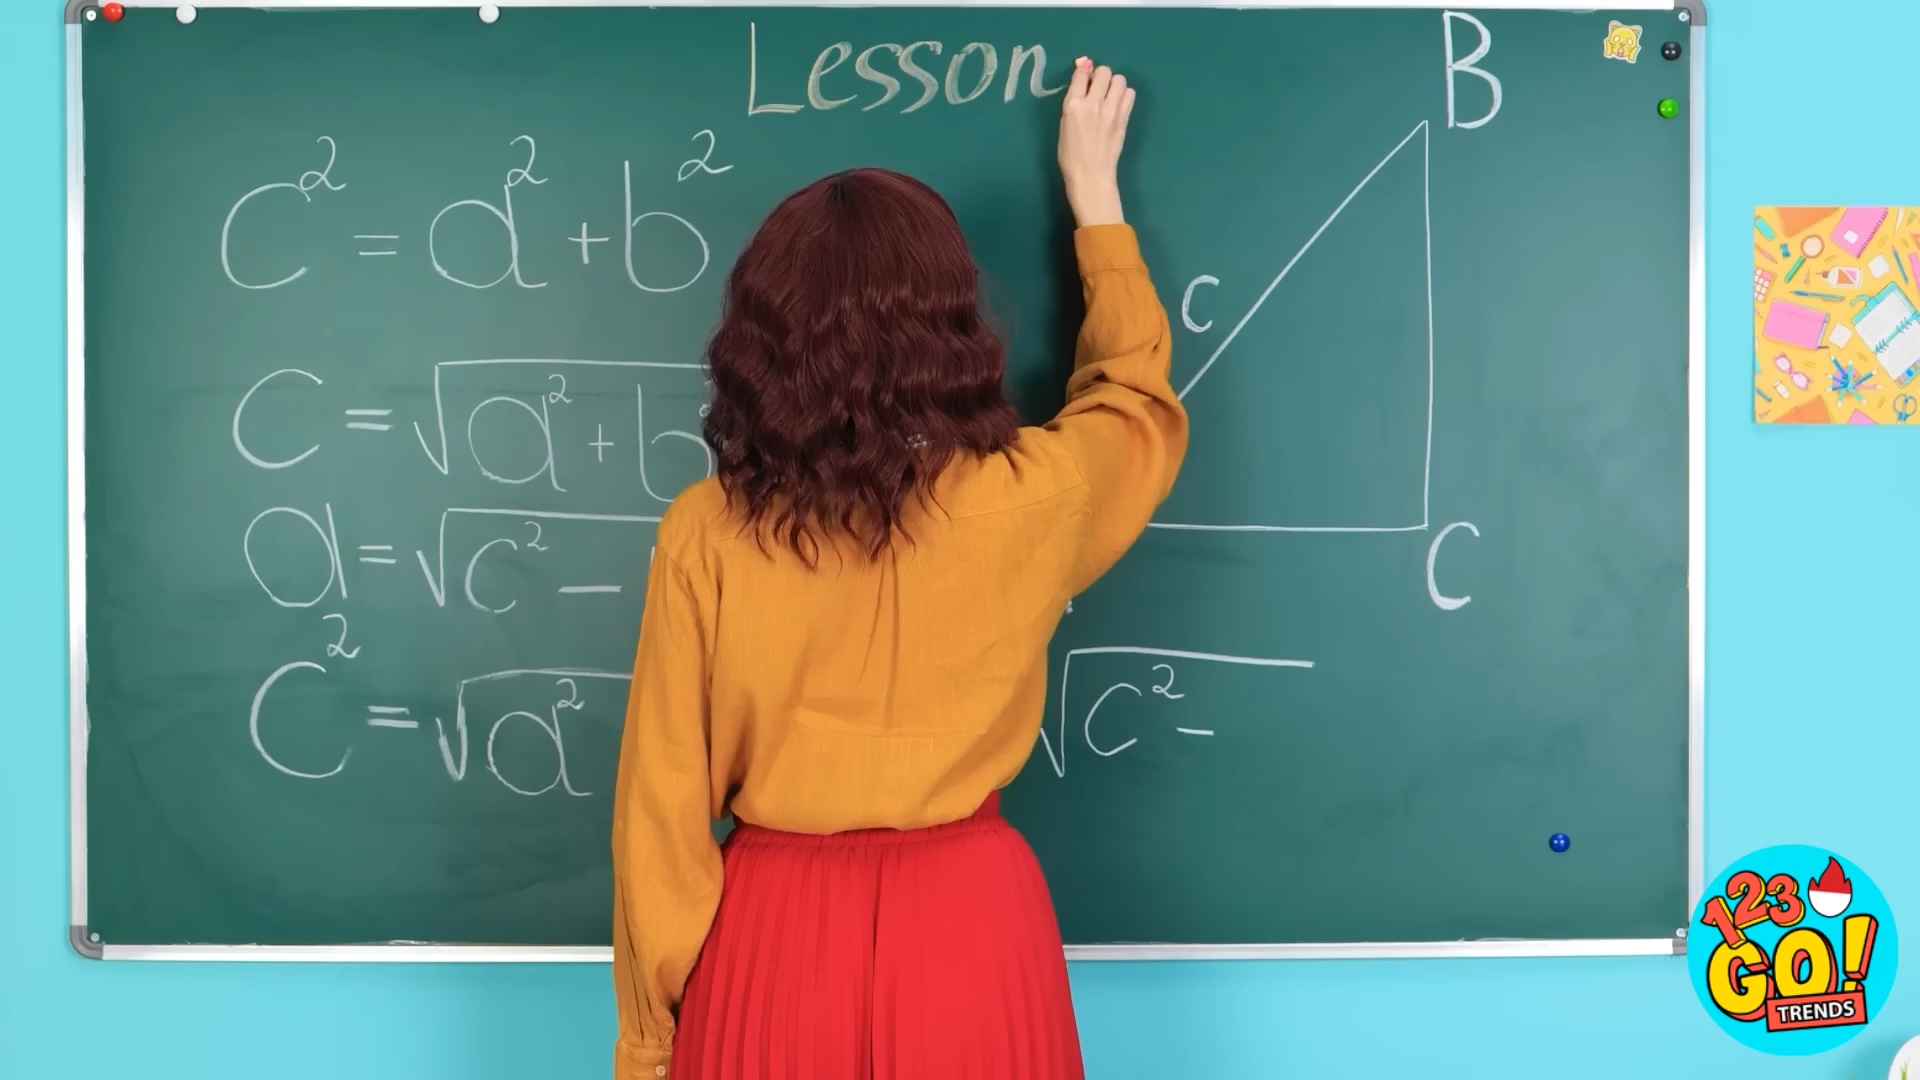 Lesson
B
C² = a² + b²
C
C = √a² + b
a = √c² –
C
C² = √a²
√c² –
123
GO!
TRENDS